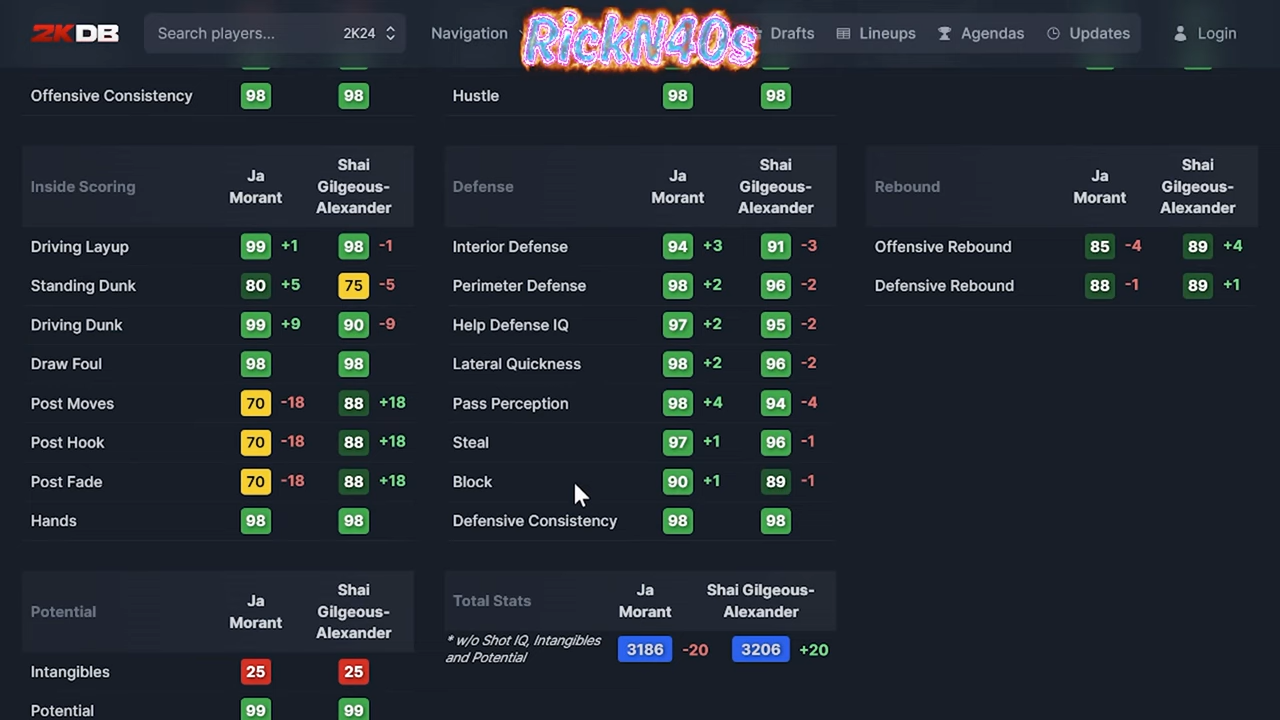 2KDB
Search players...
2K24
Navigation
RickN40s
Drafts
Lineups
Agendas
Updates
Login
Offensive Consistency 98 98
Hustle 98 98
Inside Scoring
Ja
Morant
Shai
Gilgeous-
Alexander
Driving Layup 99 +1 98 -1
Standing Dunk 80 +5 75 -5
Driving Dunk 99 +9 90 -9
Draw Foul 98 98
Post Moves 70 -18 88 +18
Post Hook 70 -18 88 +18
Post Fade 70 -18 88 +18
Hands 98 98
Defense
Ja
Morant
Shai
Gilgeous-
Alexander
Interior Defense 94 +3 91 -3
Perimeter Defense 98 +2 96 -2
Help Defense IQ 97 +2 95 -2
Lateral Quickness 98 +2 96 -2
Pass Perception 98 +4 94 -4
Steal 97 +1 96 -1
Block 90 +1 89 -1
Defensive Consistency 98 98
Rebound
Ja
Morant
Shai
Gilgeous-
Alexander
Offensive Rebound 85 -4 89 +4
Defensive Rebound 88 -1 89 +1
Potential
Ja
Morant
Shai
Gilgeous-
Alexander
Intangibles 25 25
Potential 99 99
Total Stats
Ja
Morant
Shai Gilgeous-
Alexander
* w/o Shot IQ, Intangibles
and Potential
3186 -20 3206 +20